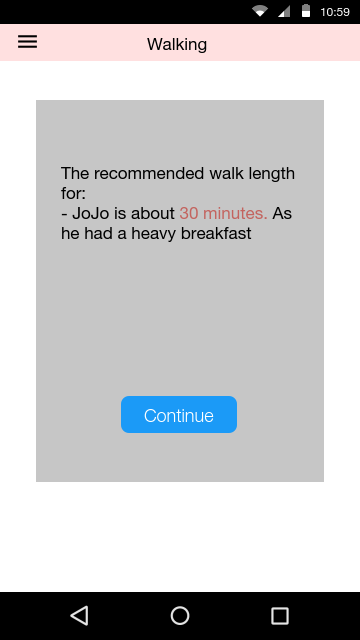 10:59
Walking
The recommended walk length
for:
- JoJo is about 30 minutes. As
he had a heavy breakfast
Continue